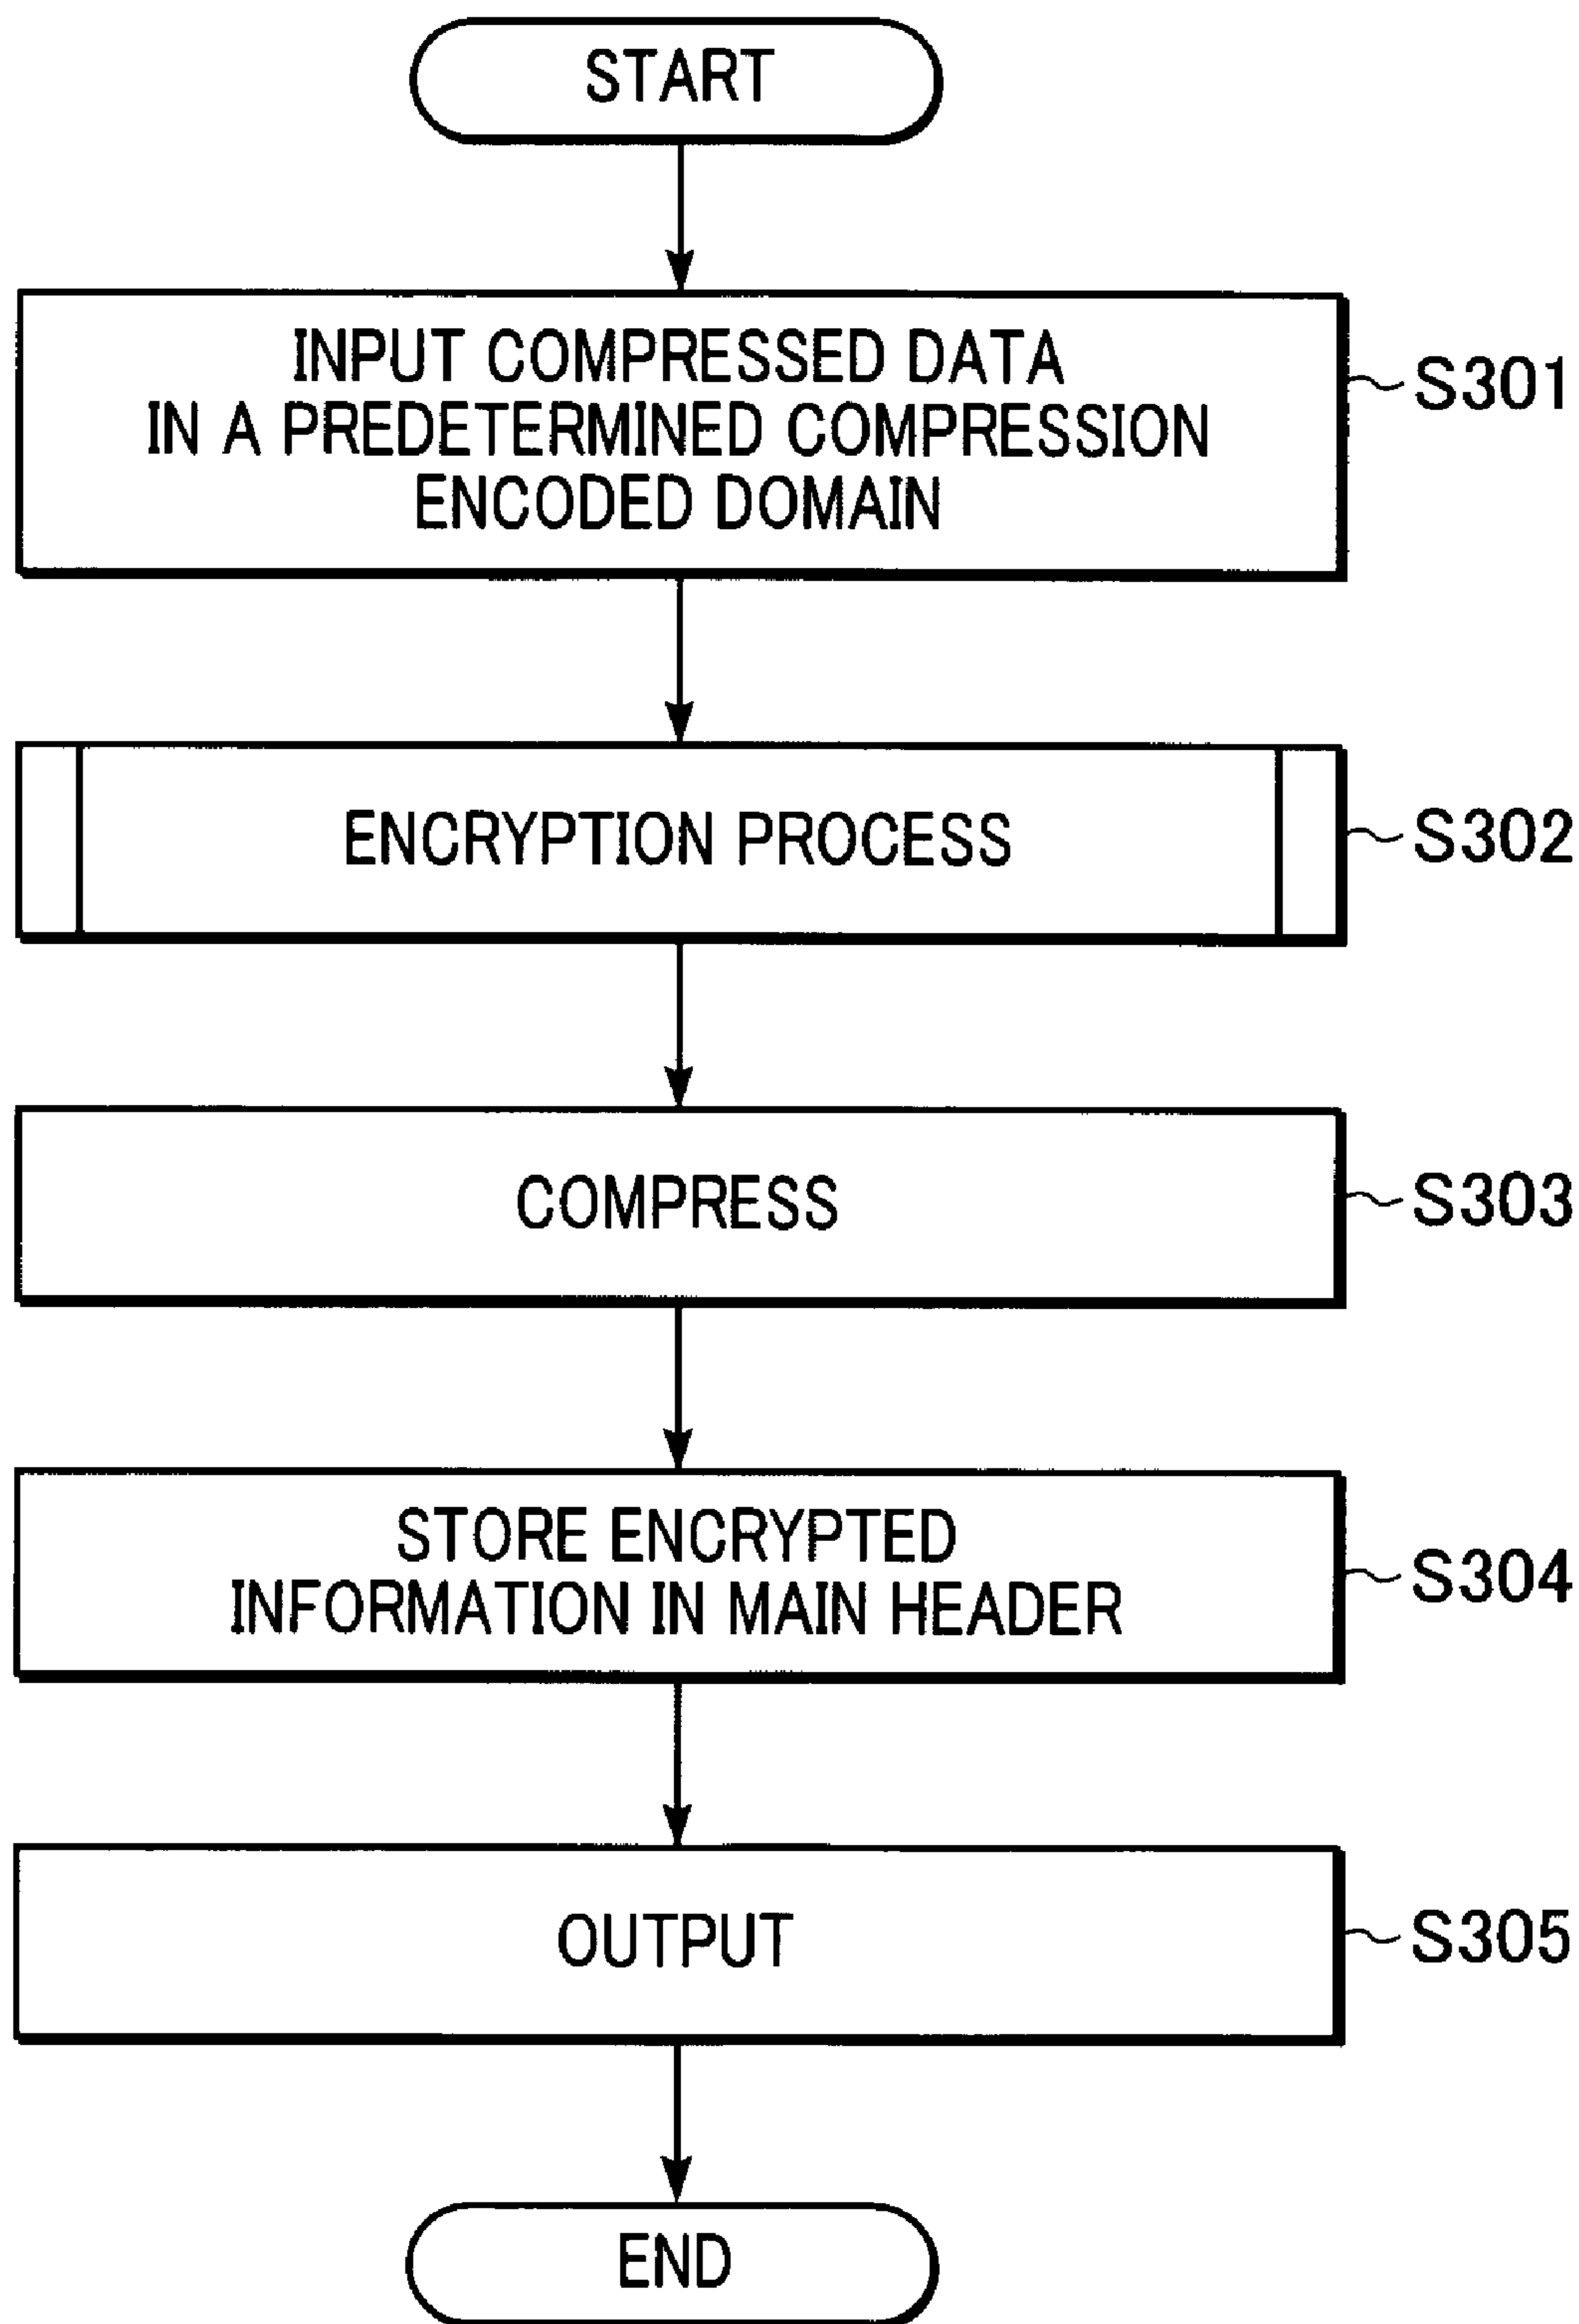 START
INPUT COMPRESSED DATA
IN A PREDETERMINED COMPRESSION
ENCODED DOMAIN
S301
ENCRYPTION PROCESS
S302
COMPRESS
S303
STORE ENCRYPTED
INFORMATION IN MAIN HEADER
S304
OUTPUT
S305
END